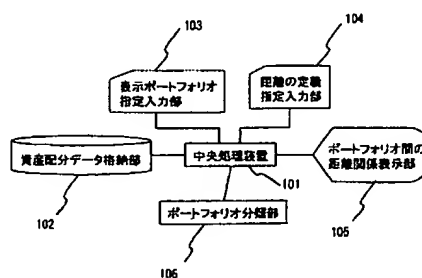 103
104
表示ポートフォリオ
指定入力部
距離の定義
指定入力部
資産配分データ格納部
中央処理装置
ポートフォリオ間の
距離関係表示部
101
102
ポートフォリオ分類部
105
106